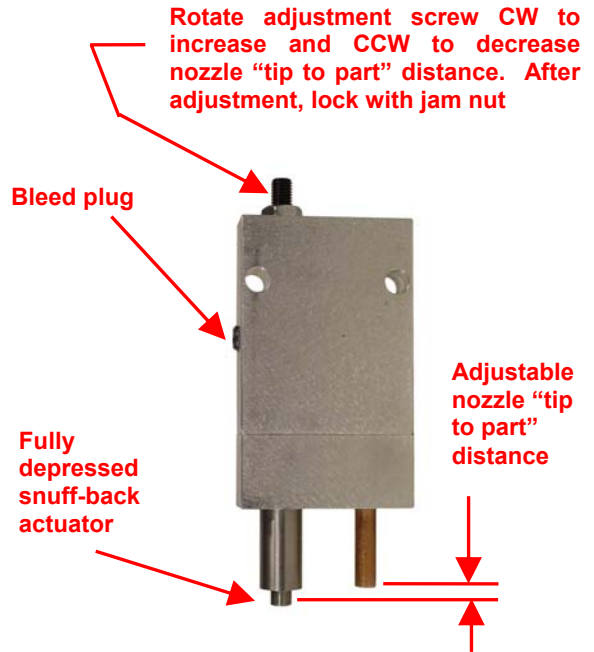 Rotate adjustment screw CW to
increase and CCW to decrease
nozzle “tip to part” distance. After
adjustment, lock with jam nut
Bleed plug
Adjustable
nozzle “tip
to part”
distance
Fully
depressed
snuff-back
actuator